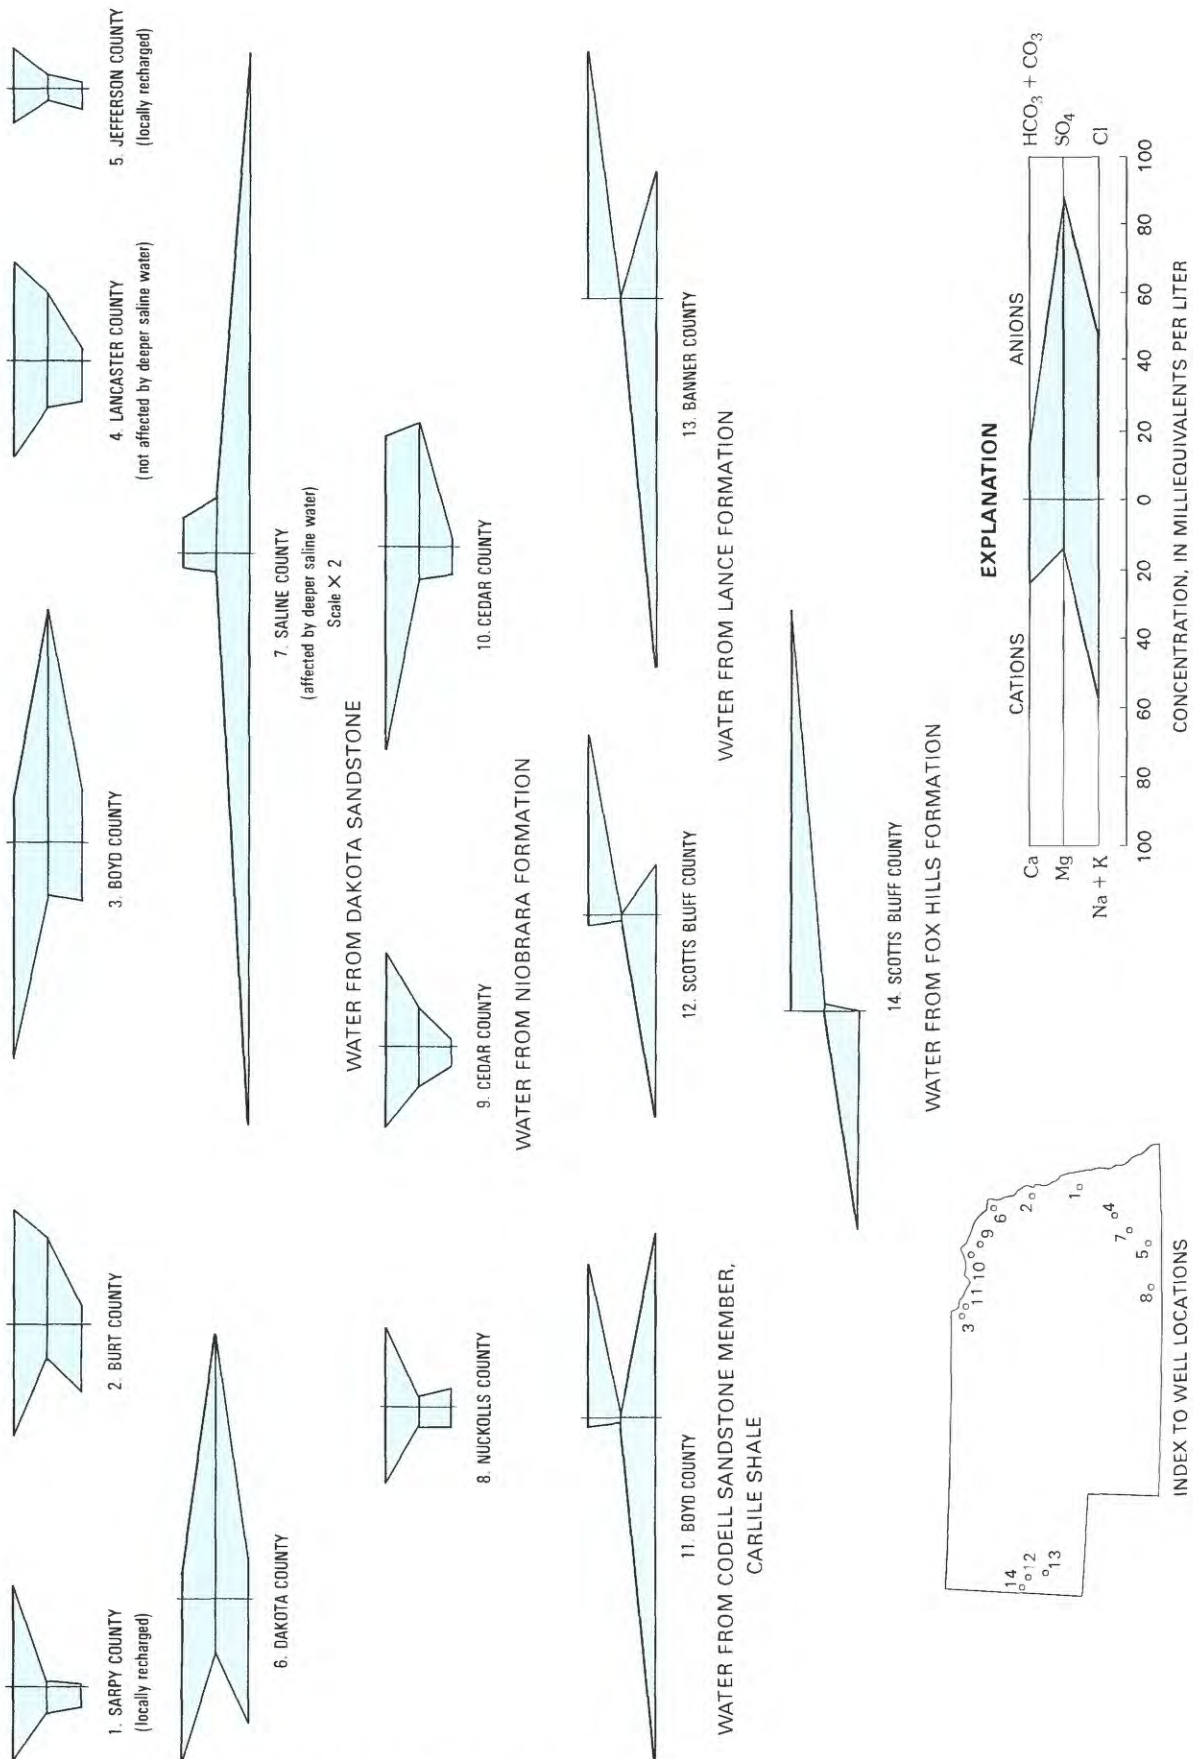 1. SARPY COUNTY
(locally recharged)
2. BURT COUNTY
3. BOYD COUNTY
4. LANCASTER COUNTY
(not affected by deeper saline water)
5. JEFFERSON COUNTY
(locally recharged)
6. DAKOTA COUNTY
7. SALINE COUNTY
(affected by deeper saline water)
Scale × 2
WATER FROM DAKOTA SANDSTONE
8. NUCKOLLS COUNTY
9. CEDAR COUNTY
10. CEDAR COUNTY
WATER FROM NIOBRARA FORMATION
11. BOYD COUNTY
WATER FROM CODELL SANDSTONE MEMBER,
CARLILE SHALE
12. SCOTTS BLUFF COUNTY
13. BANNER COUNTY
WATER FROM LANCE FORMATION
14. SCOTTS BLUFF COUNTY
WATER FROM FOX HILLS FORMATION
3
11
10
9
6
2
1
4
7
5
8
14
12
13
INDEX TO WELL LOCATIONS
EXPLANATION
CATIONS ANIONS
Ca HCO₃ + CO₃
Mg SO₄
Na + K Cl
100 80 60 40 20 0 20 40 60 80 100
CONCENTRATION, IN MILLIEQUIVALENTS PER LITER